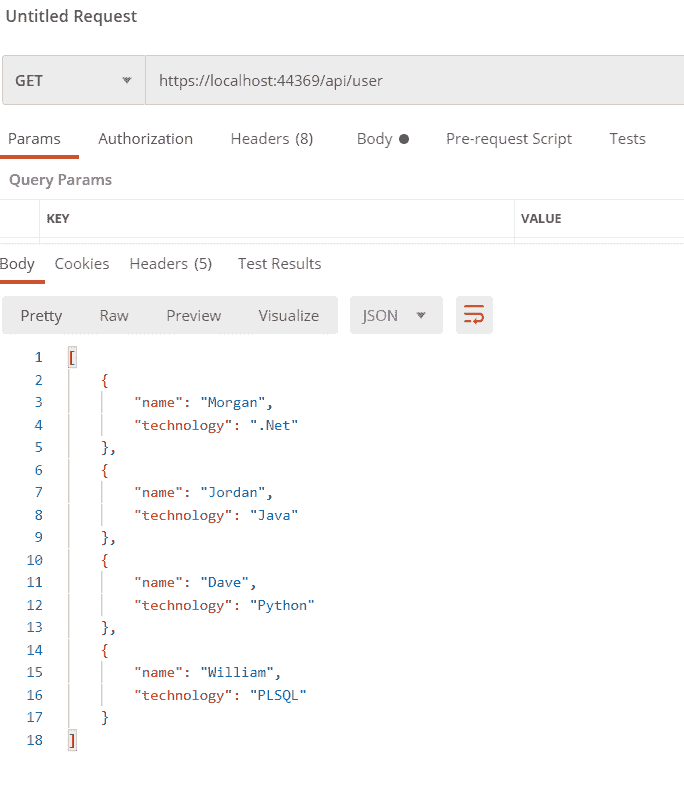 Untitled Request
GET https://localhost:44369/api/user
Params Authorization Headers (8) Body Pre-request Script Tests
Query Params
KEY VALUE
Body Cookies Headers (5) Test Results
Pretty Raw Preview Visualize JSON
1 [
2 {
3 "name": "Morgan",
4 "technology": ".Net"
5 },
6 {
7 "name": "Jordan",
8 "technology": "Java"
9 },
10 {
11 "name": "Dave",
12 "technology": "Python"
13 },
14 {
15 "name": "William",
16 "technology": "PLSQL"
17 }
18 ]